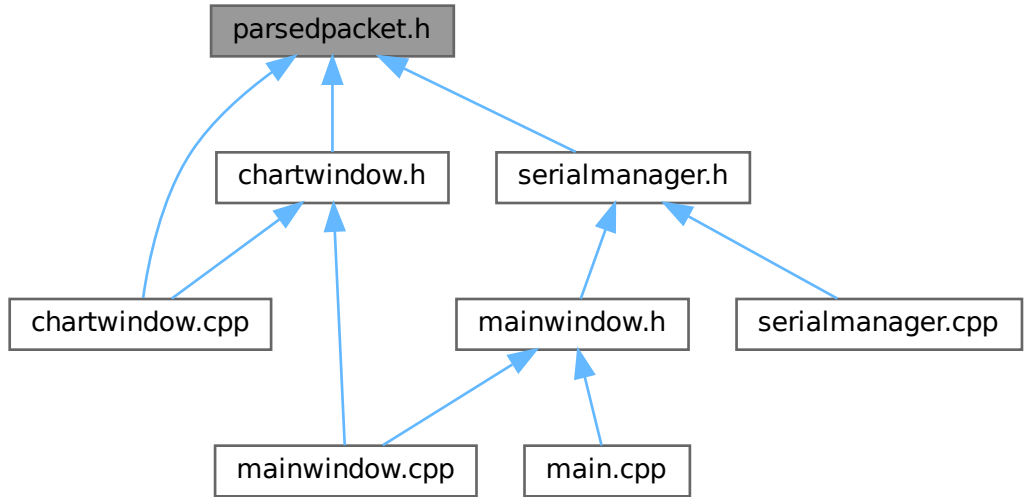 parsedpacket.h
chartwindow.h
serialmanager.h
chartwindow.cpp
mainwindow.h
serialmanager.cpp
mainwindow.cpp
main.cpp